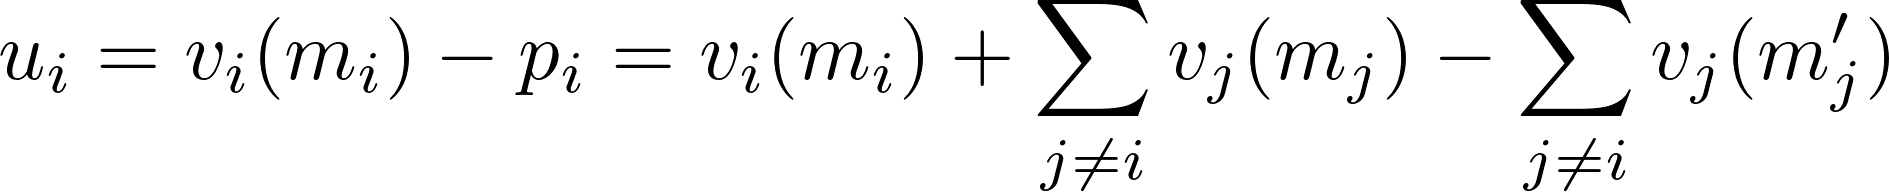 $u_i = v_i(m_i) - p_i = v_i(m_i) + \sum_{j \neq i} v_j(m_j) - \sum_{j \neq i} v_j(m'_j)$